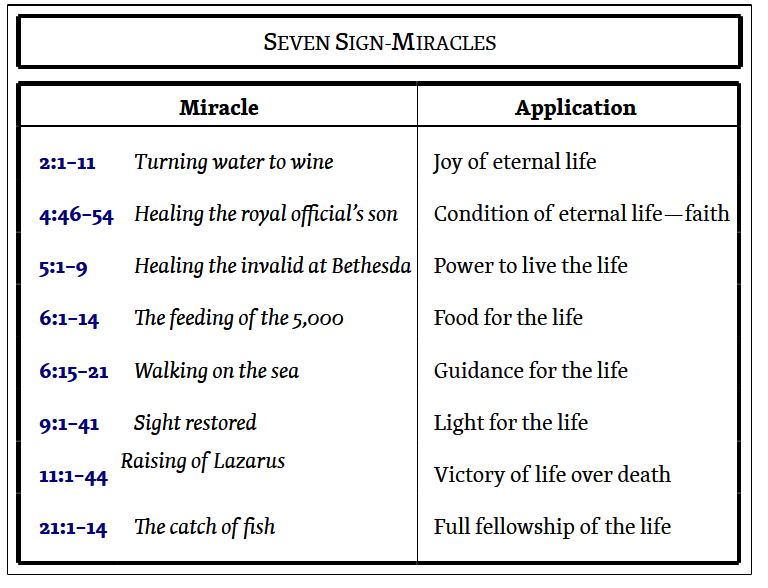 SEVEN SIGN-MIRACLES
Miracle Application
2:1–11 Turning water to wine Joy of eternal life
4:46–54 Healing the royal official’s son Condition of eternal life—faith
5:1–9 Healing the invalid at Bethesda Power to live the life
6:1–14 The feeding of the 5,000 Food for the life
6:15–21 Walking on the sea Guidance for the life
9:1–41 Sight restored Light for the life
11:1–44 Raising of Lazarus Victory of life over death
21:1–14 The catch of fish Full fellowship of the life